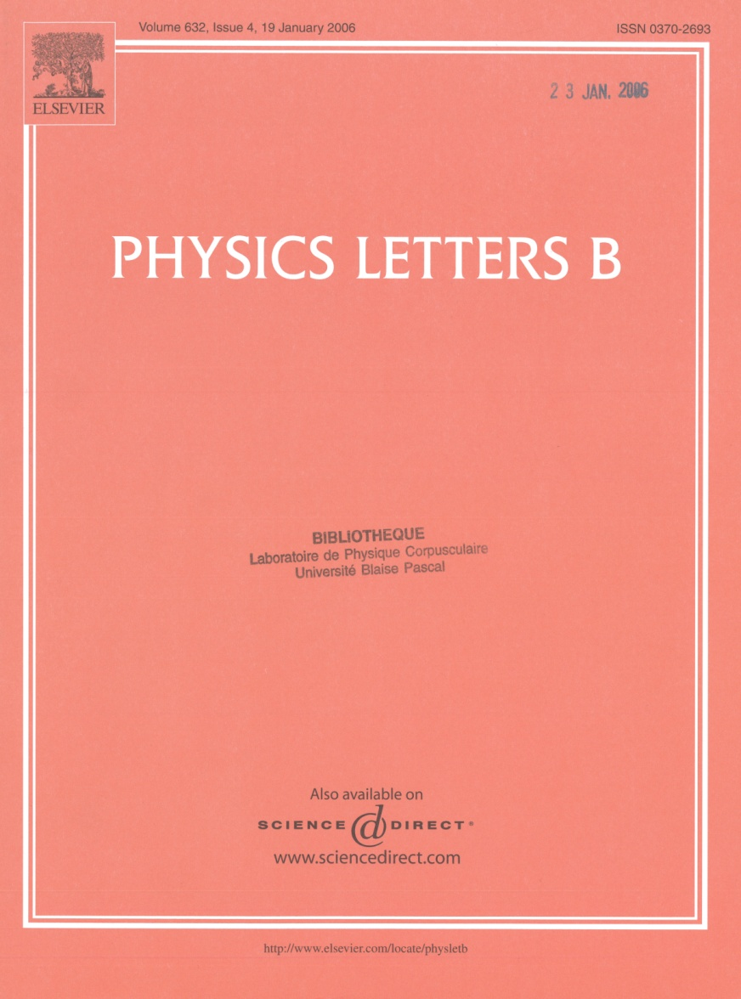 Volume 632, Issue 4, 19 January 2006
ISSN 0370-2693
ELSEVIER
2 3 JAN. 2006
PHYSICS LETTERS B
BIBLIOTHEQUE
Laboratoire de Physique Corpusculaire
Université Blaise Pascal
Also available on
SCIENCE @ DIRECT®
www.sciencedirect.com
http://www.elsevier.com/locate/physletb